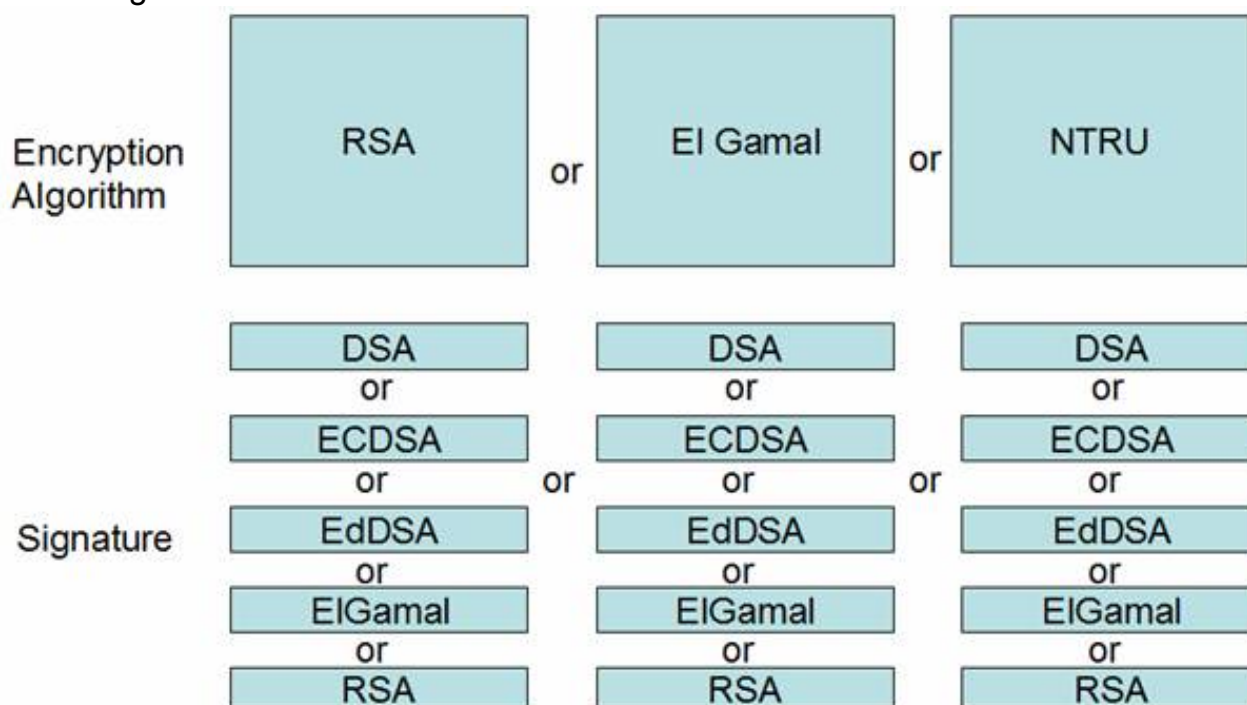 RSA
El Gamal
NTRU
Encryption
Algorithm
or
or
DSA
DSA
DSA
or
or
or
ECDSA
ECDSA
ECDSA
or
or
or
or
or
Signature
EdDSA
EdDSA
EdDSA
or
or
or
ElGamal
ElGamal
ElGamal
or
or
or
RSA
RSA
RSA